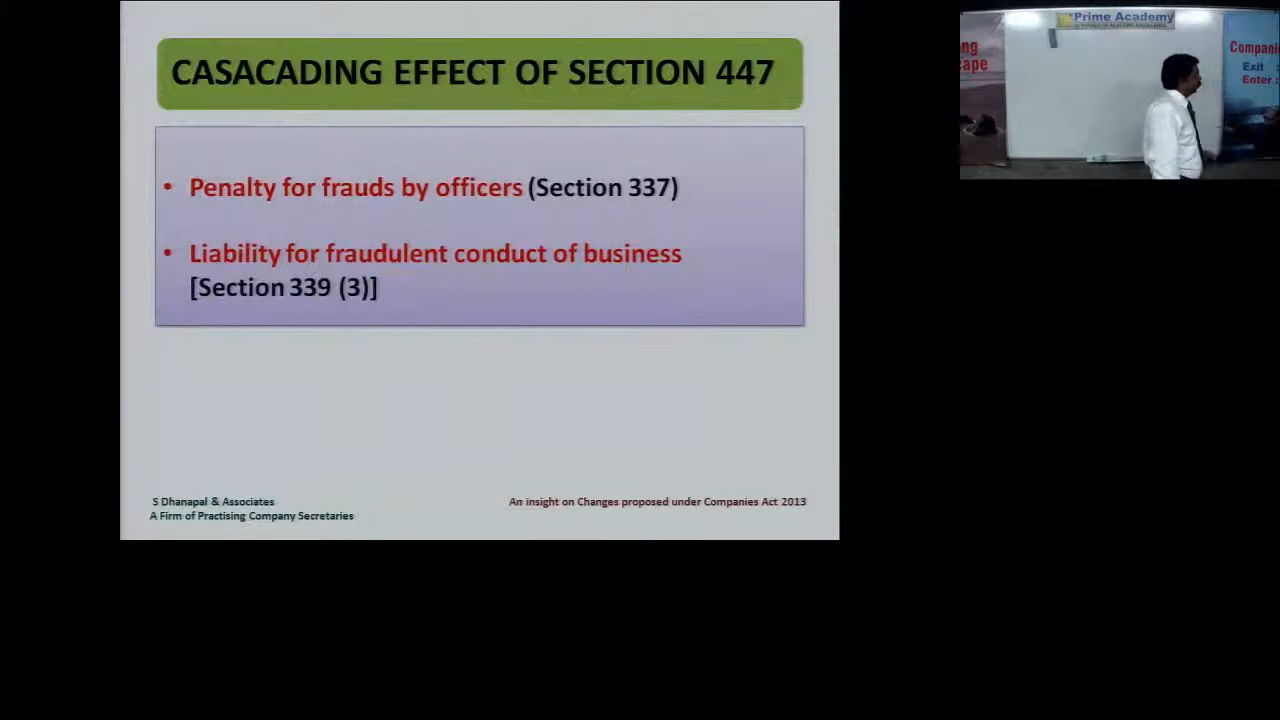 CASACADING EFFECT OF SECTION 447
• Penalty for frauds by officers (Section 337)
• Liability for fraudulent conduct of business
[Section 339 (3)]
S Dhanapal & Associates
A Firm of Practising Company Secretaries
An insight on Changes proposed under Companies Act 2013
Prime Academy
Exit :
Enter :